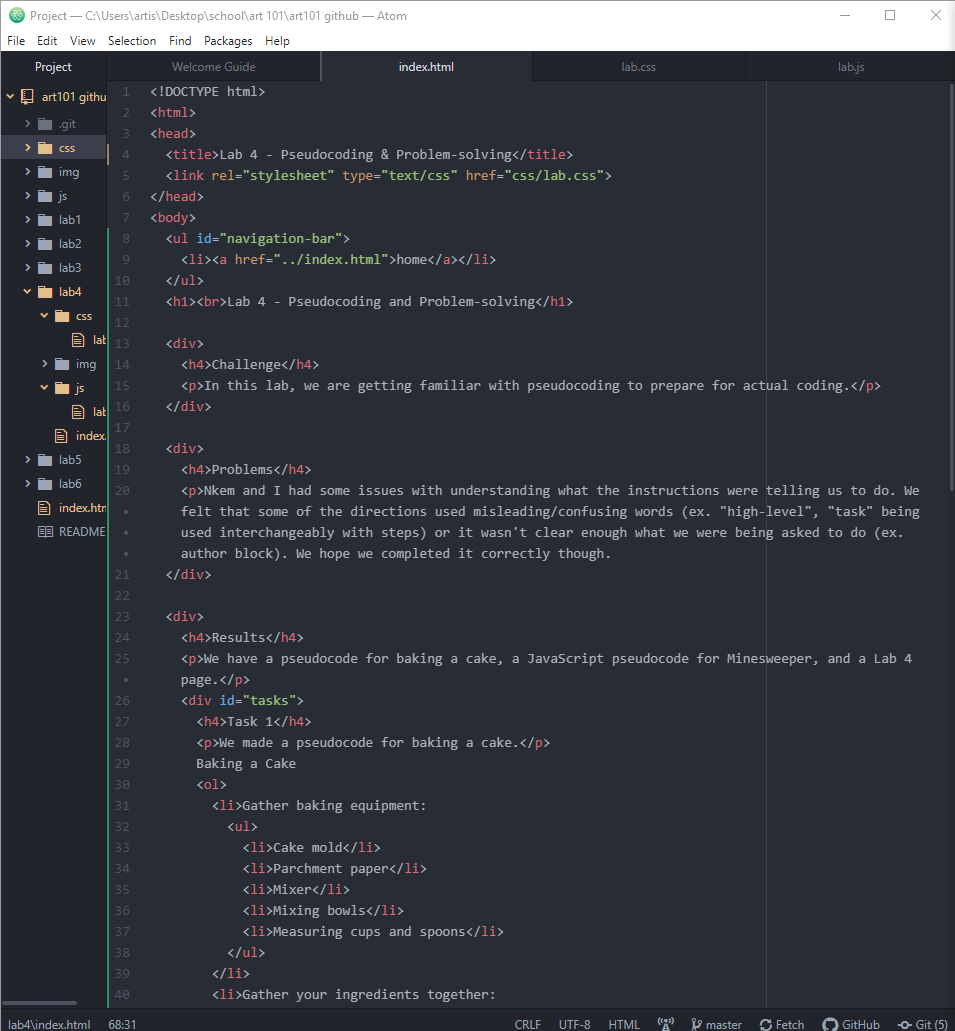 Project — C:\Users\artis\Desktop\school\art 101\art101 github — Atom
File Edit View Selection Find Packages Help
Project
Welcome Guide
index.html
lab.css
lab.js
art101 githu
.git
css
img
js
lab1
lab2
lab3
lab4
css
lab
img
js
lab
index.
lab5
lab6
index.htm
README
1 <!DOCTYPE html>
2 <html>
3 <head>
4 <title>Lab 4 - Pseudocoding & Problem-solving</title>
5 <link rel="stylesheet" type="text/css" href="css/lab.css">
6 </head>
7 <body>
8 <ul id="navigation-bar">
9 <li><a href="../index.html">home</a></li>
10 </ul>
11 <h1><br>Lab 4 - Pseudocoding and Problem-solving</h1>
12
13 <div>
14 <h4>Challenge</h4>
15 <p>In this lab, we are getting familiar with pseudocoding to prepare for actual coding.</p>
16 </div>
17
18 <div>
19 <h4>Problems</h4>
20 <p>Nkem and I had some issues with understanding what the instructions were telling us to do. We
• felt that some of the directions used misleading/confusing words (ex. "high-level", "task" being
• used interchangeably with steps) or it wasn't clear enough what we were being asked to do (ex.
• author block). We hope we completed it correctly though.
21 </div>
22
23 <div>
24 <h4>Results</h4>
25 <p>We have a pseudocode for baking a cake, a JavaScript pseudocode for Minesweeper, and a Lab 4
• page.</p>
26 <div id="tasks">
27 <h4>Task 1</h4>
28 <p>We made a pseudocode for baking a cake.</p>
29 Baking a Cake
30 <ol>
31 <li>Gather baking equipment:
32 <ul>
33 <li>Cake mold</li>
34 <li>Parchment paper</li>
35 <li>Mixer</li>
36 <li>Mixing bowls</li>
37 <li>Measuring cups and spoons</li>
38 </ul>
39 </li>
40 <li>Gather your ingredients together:
lab4\index.html 68:31 CRLF UTF-8 HTML master Fetch GitHub Git (5)